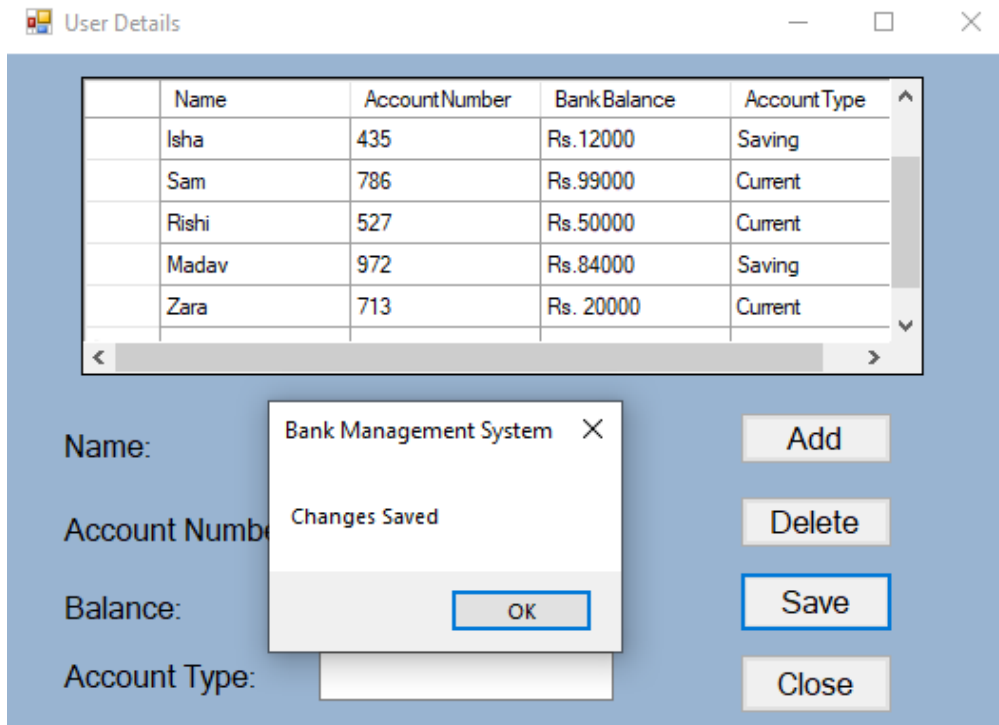 User Details
Name AccountNumber BankBalance AccountType
Isha 435 Rs.12000 Saving
Sam 786 Rs.99000 Current
Rishi 527 Rs.50000 Current
Madav 972 Rs.84000 Saving
Zara 713 Rs. 20000 Current
Bank Management System
Changes Saved
OK
Name:
Account Numbe
Balance:
Account Type:
Add
Delete
Save
Close